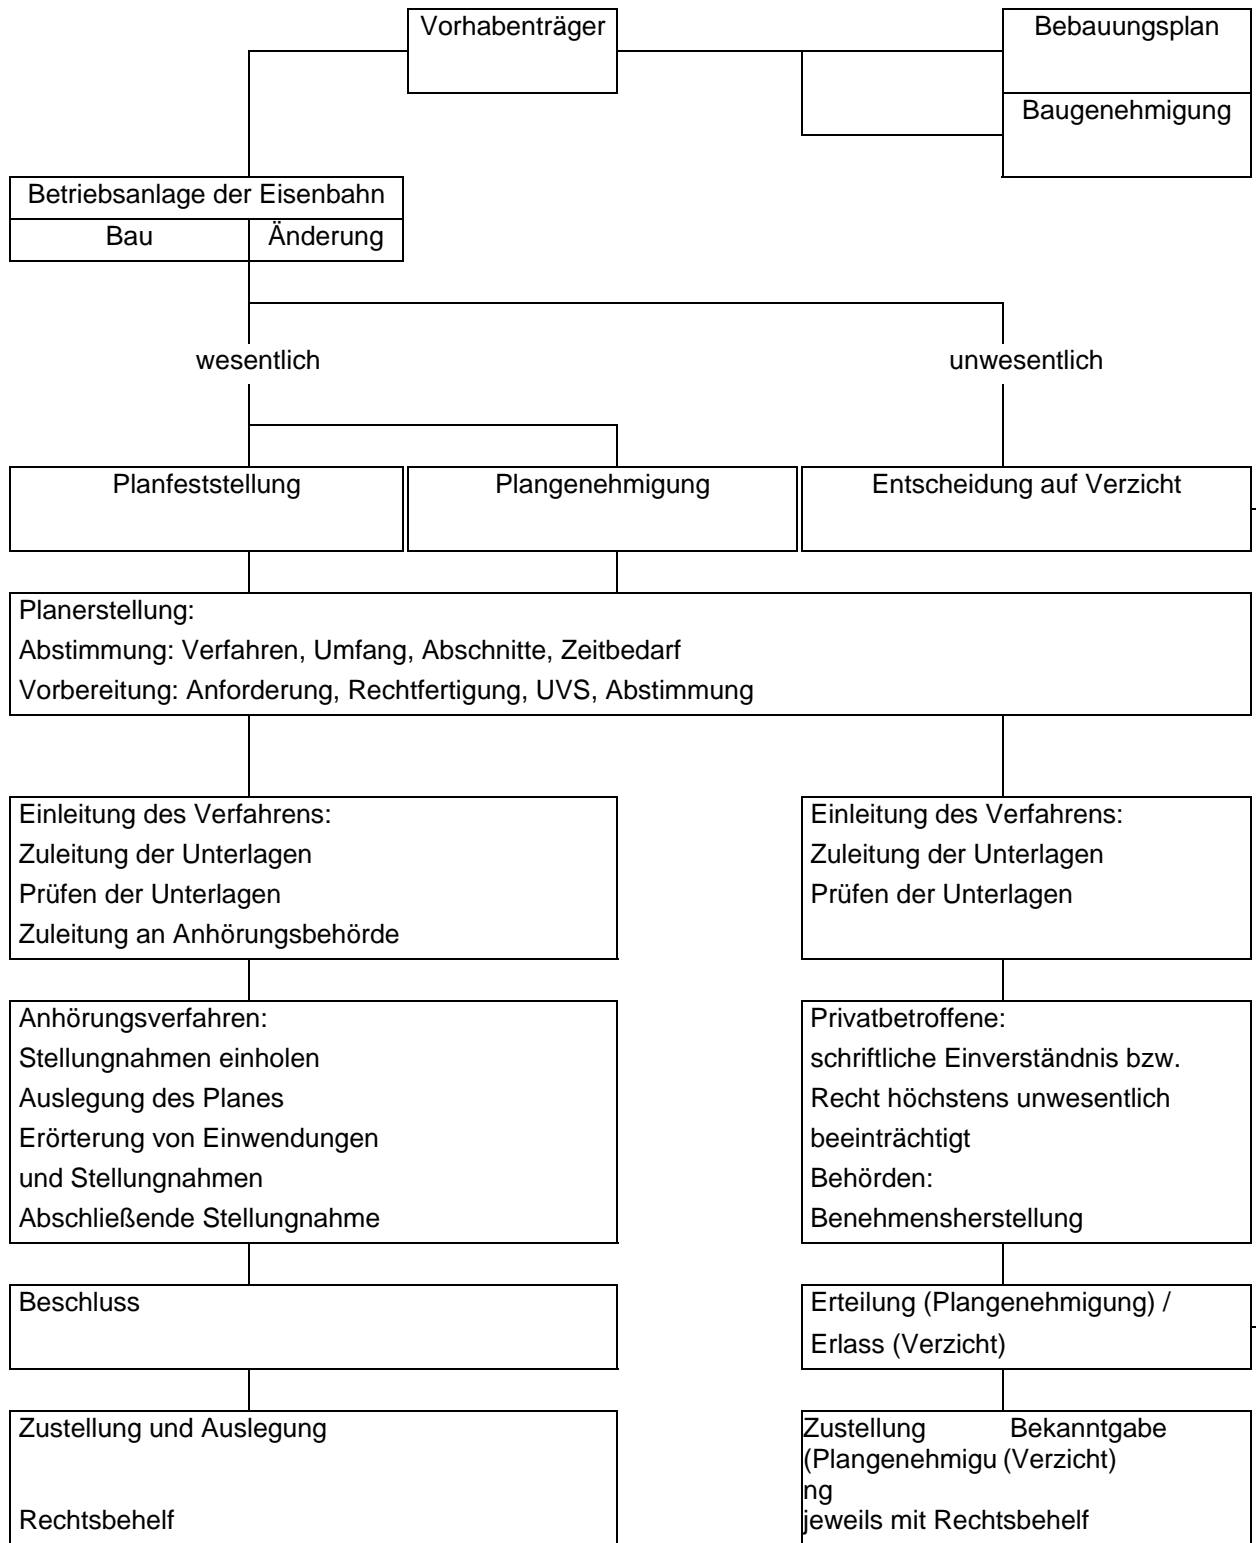 Vorhabenträger
Bebauungsplan
Baugenehmigung
Betriebsanlage der Eisenbahn
Bau
Änderung
wesentlich
unwesentlich
Planfeststellung
Plangenehmigung
Entscheidung auf Verzicht
Planerstellung:
Abstimmung: Verfahren, Umfang, Abschnitte, Zeitbedarf
Vorbereitung: Anforderung, Rechtfertigung, UVS, Abstimmung
Einleitung des Verfahrens:
Zuleitung der Unterlagen
Prüfen der Unterlagen
Zuleitung an Anhörungsbehörde
Einleitung des Verfahrens:
Zuleitung der Unterlagen
Prüfen der Unterlagen
Anhörungsverfahren:
Stellungnahmen einholen
Auslegung des Planes
Erörterung von Einwendungen
und Stellungnahmen
Abschließende Stellungnahme
Privatbetroffene:
schriftliche Einverständnis bzw.
Recht höchstens unwesentlich
beeinträchtigt
Behörden:
Benehmensherstellung
Beschluss
Erteilung (Plangenehmigung) /
Erlass (Verzicht)
Zustellung und Auslegung
Rechtsbehelf
Zustellung Bekanntgabe
(Plangenehmigu (Verzicht)
ng
jeweils mit Rechtsbehelf